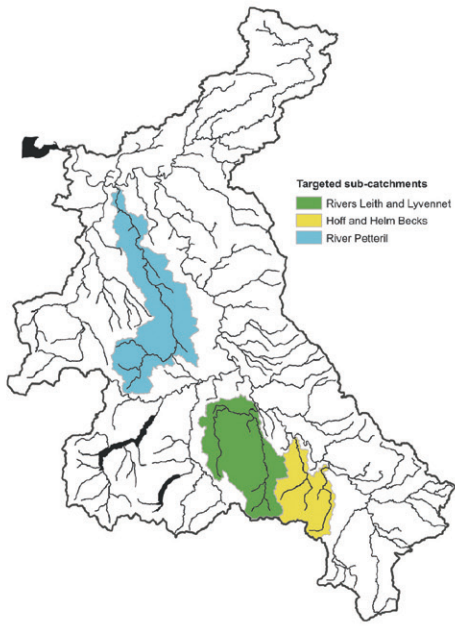 Targeted sub-catchments
Rivers Leith and Lyvennet
Hoff and Helm Becks
River Petteril